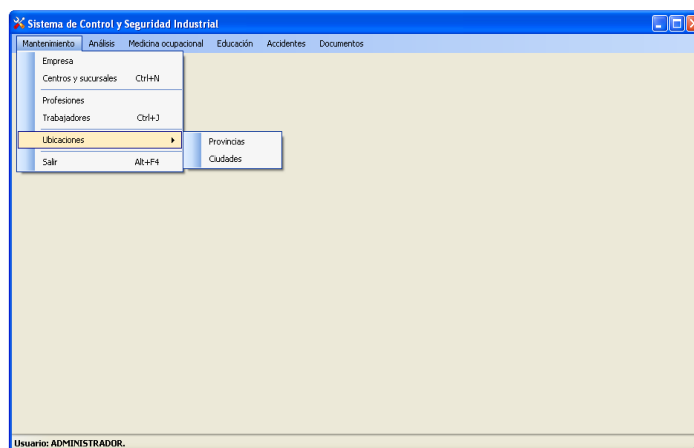 Sistema de Control y Seguridad Industrial
Mantenimiento Análisis Medicina ocupacional Educación Accidentes Documentos
Empresa
Centros y sucursales Ctrl+N
Profesiones
Trabajadores Ctrl+J
Ubicaciones
Provincias
Ciudades
Salir Alt+F4
Usuario: ADMINISTRADOR.